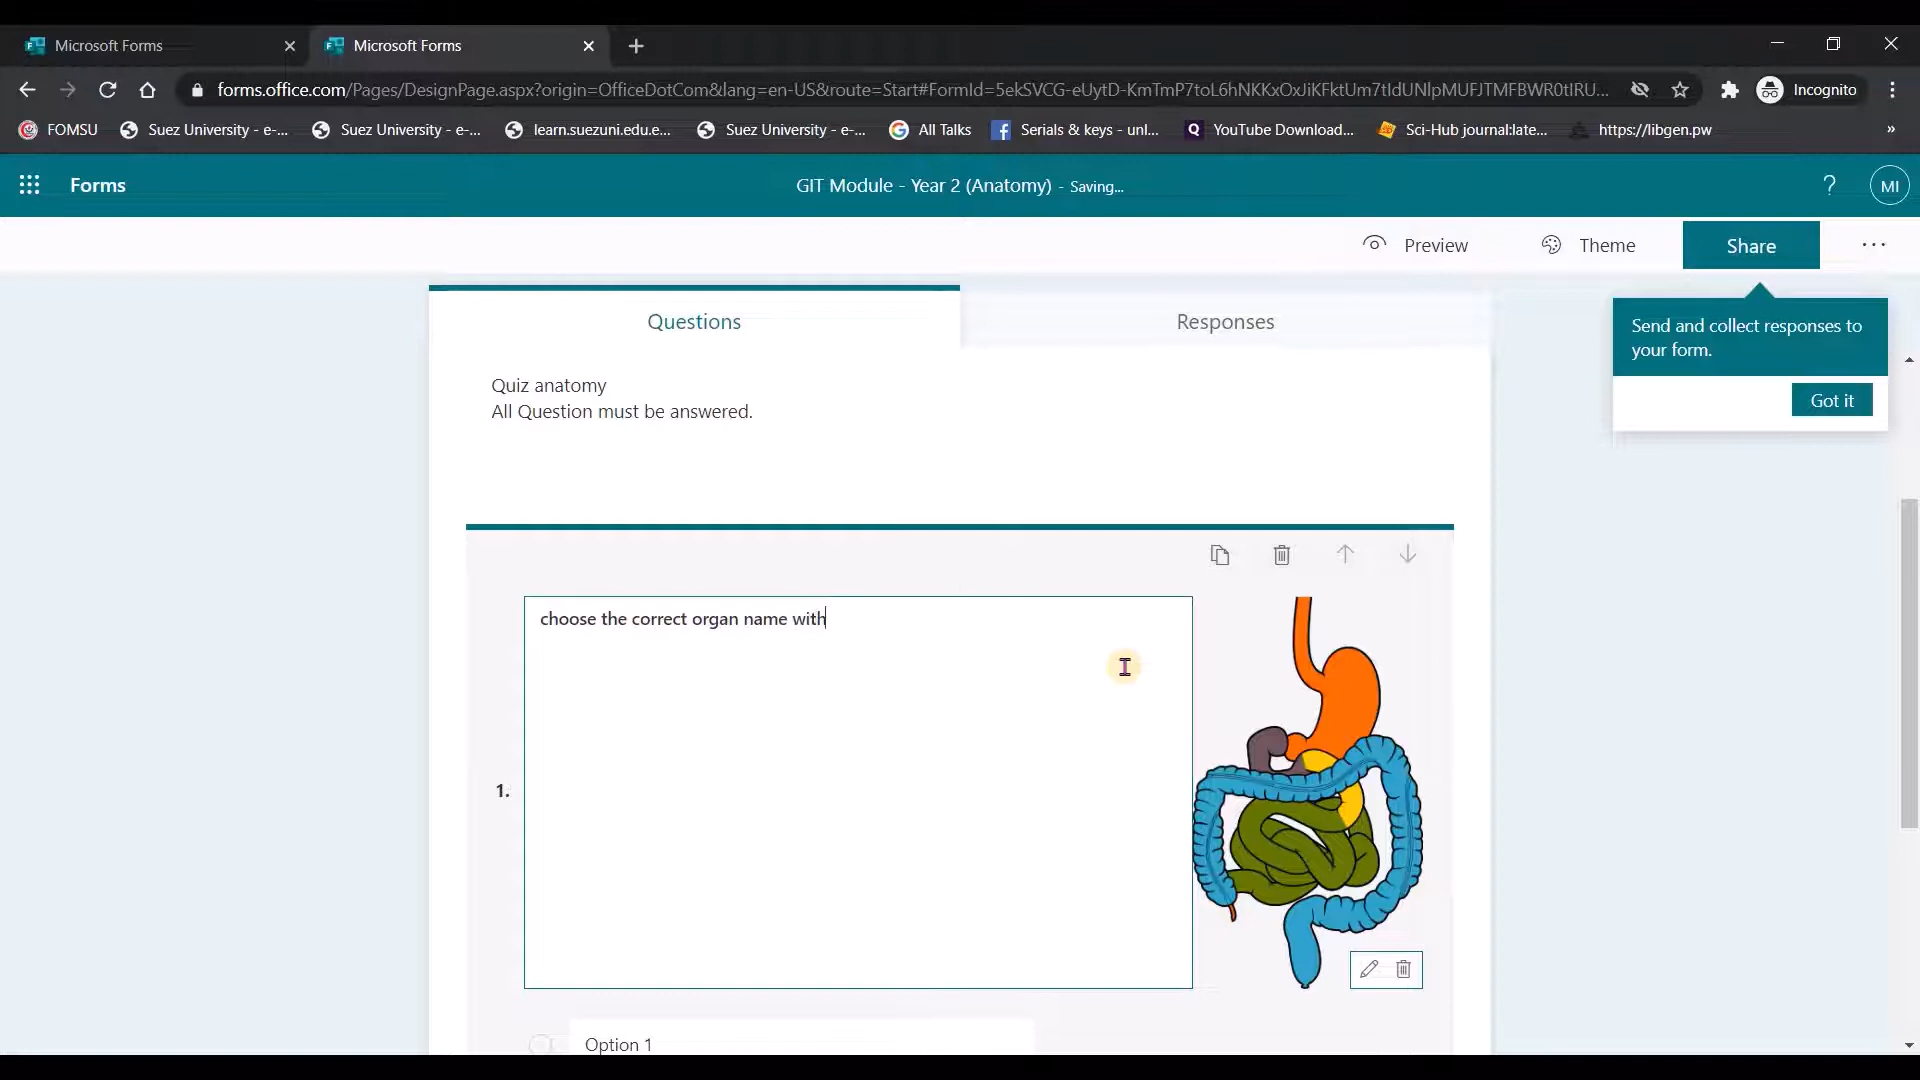 Microsoft Forms
Microsoft Forms
forms.office.com/Pages/DesignPage.aspx?origin=OfficeDotCom&lang=en-US&route=Start#FormId=5ekSVCG-eUytD-KmTmP7toL6hNKKxOxJiKFktUm7tIdUNlpMUFJTMFBWR0tIRU...
Incognito
FOMSU
Suez University - e-...
Suez University - e-...
learn.suezuni.edu.e...
Suez University - e-...
All Talks
Serials & keys - unl...
YouTube Download...
Sci-Hub journal:late...
https://libgen.pw
»
Forms
GIT Module - Year 2 (Anatomy) - Saving...
?
MI
Preview
Theme
Share
Questions
Responses
Send and collect responses to
your form.
Got it
Quiz anatomy
All Question must be answered.
choose the correct organ name with
1.
Option 1